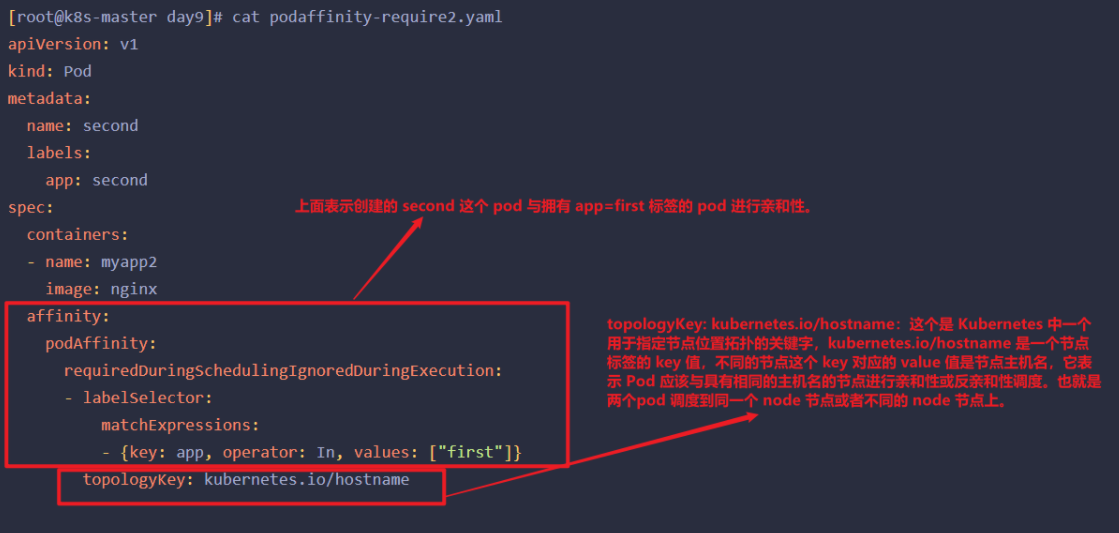 [root@k8s-master day9]# cat podaffinity-require2.yaml
apiVersion: v1
kind: Pod
metadata:
  name: second
  labels:
    app: second
spec:
上面表示创建的 second 这个 pod 与拥有 app=first 标签的 pod 进行亲和性。
  containers:
  - name: myapp2
    image: nginx
  affinity:
    podAffinity:
      requiredDuringSchedulingIgnoredDuringExecution:
      - labelSelector:
          matchExpressions:
          - {key: app, operator: In, values: ["first"]}
        topologyKey: kubernetes.io/hostname
topologyKey: kubernetes.io/hostname：这个是 Kubernetes 中一个
用于指定节点位置拓扑的关键字，kubernetes.io/hostname 是一个节点
标签的 key 值，不同的节点这个 key 对应的 value 值是节点主机名，它表
示 Pod 应该与具有相同的主机名的节点进行亲和性或反亲和性调度。也就是
两个pod 调度到同一个 node 节点或者不同的 node 节点上。